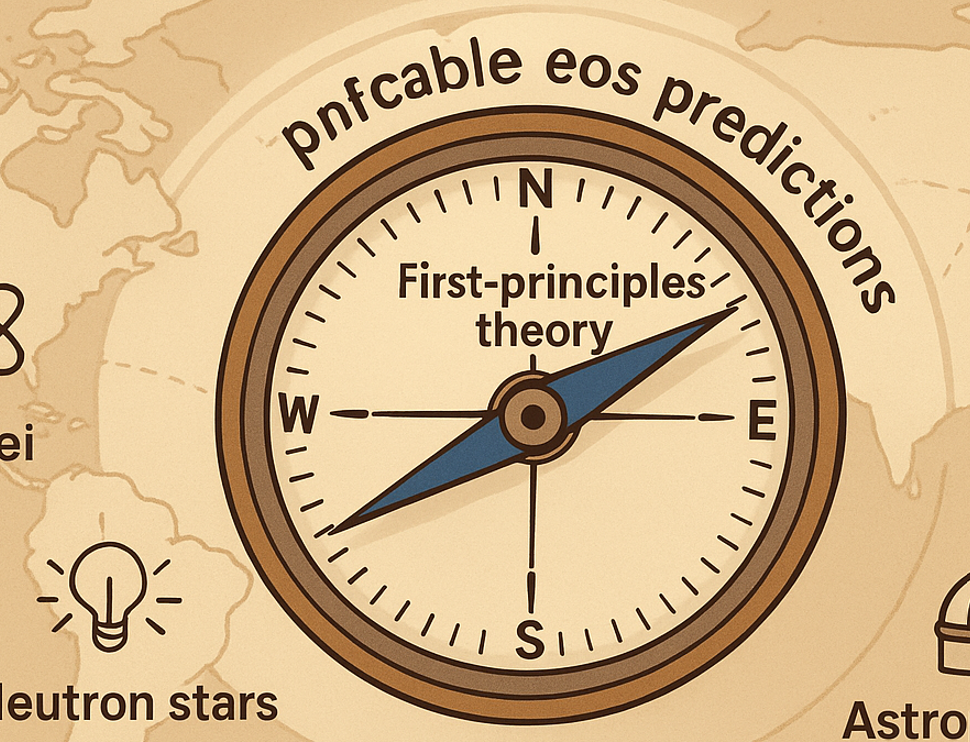 pnfcable eos predictions
N
First-principles
theory
W
E
ei
S
leutron stars
Astro